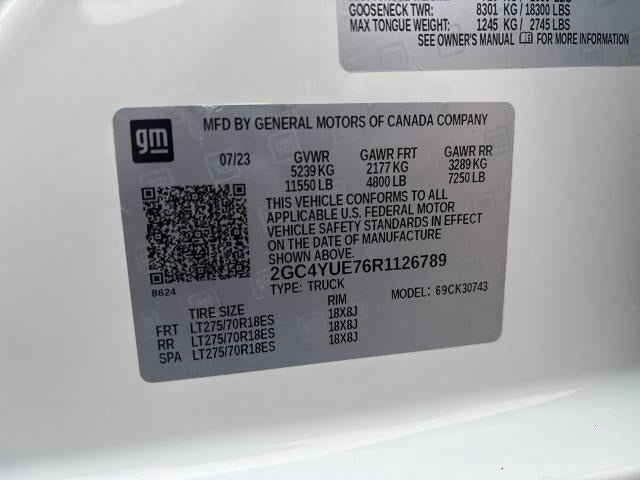 GOOSENECK TWR: 8301 KG / 18300 LBS
MAX TONGUE WEIGHT: 1245 KG / 2745 LBS
SEE OWNER'S MANUAL FOR MORE INFORMATION
gm
MFD BY GENERAL MOTORS OF CANADA COMPANY
07/23 GVWR GAWR FRT GAWR RR
5239 KG 2177 KG 3289 KG
11550 LB 4800 LB 7250 LB
THIS VEHICLE CONFORMS TO ALL
APPLICABLE U.S. FEDERAL MOTOR
VEHICLE SAFETY STANDARDS IN EFFECT
ON THE DATE OF MANUFACTURE
SHOWN ABOVE.
2GC4YUE76R1126789
8624
TYPE: TRUCK MODEL: 69CK30743
TIRE SIZE RIM
FRT LT275/70R18ES 18X8J
RR LT275/70R18ES 18X8J
SPA LT275/70R18ES 18X8J